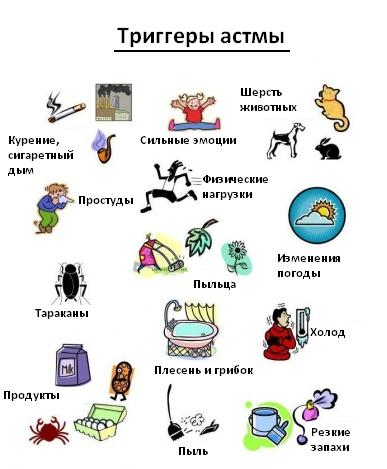 Триггеры астмы
Шерсть
животных
Курение,
сигаретный
дым
Сильные эмоции
Физические
нагрузки
Простуды
Изменения
погоды
Пыльца
Тараканы
Холод
Плесень и грибок
Milk
Продукты
Резкие
запахи
Пыль